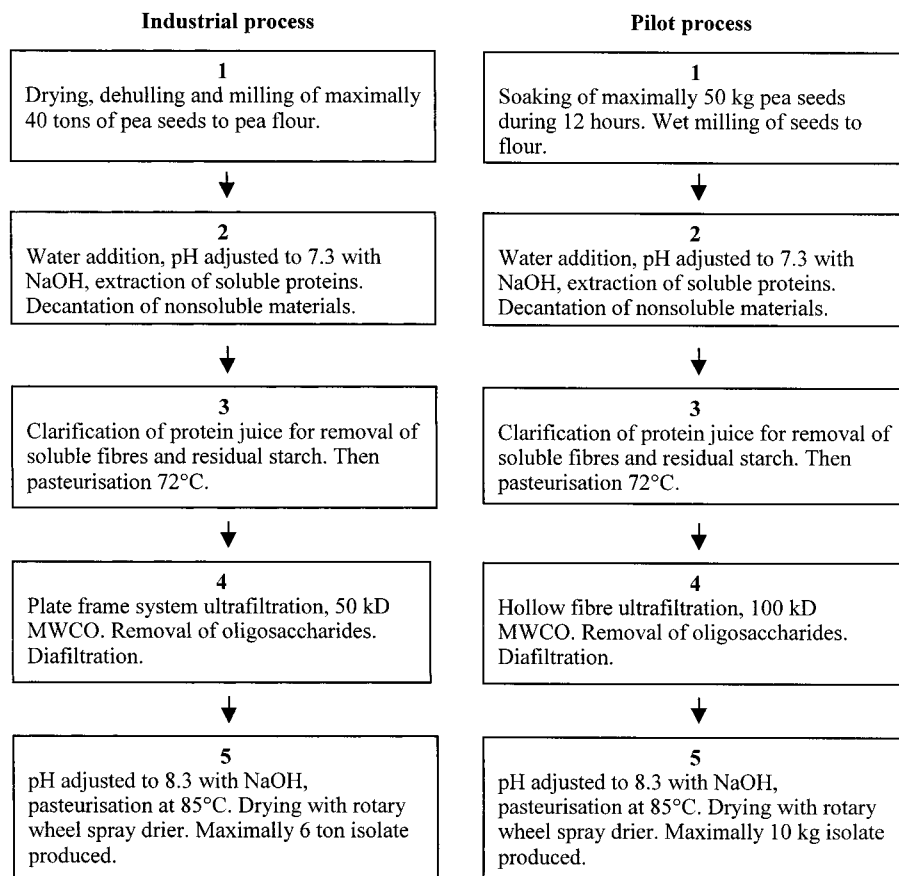 Industrial process
1
Drying, dehulling and milling of maximally
40 tons of pea seeds to pea flour.
2
Water addition, pH adjusted to 7.3 with
NaOH, extraction of soluble proteins.
Decantation of nonsoluble materials.
3
Clarification of protein juice for removal of
soluble fibres and residual starch. Then
pasteurisation 72°C.
4
Plate frame system ultrafiltration, 50 kD
MWCO. Removal of oligosaccharides.
Diafiltration.
5
pH adjusted to 8.3 with NaOH,
pasteurisation at 85°C. Drying with rotary
wheel spray drier. Maximally 6 ton isolate
produced.
Pilot process
1
Soaking of maximally 50 kg pea seeds
during 12 hours. Wet milling of seeds to
flour.
2
Water addition, pH adjusted to 7.3 with
NaOH, extraction of soluble proteins.
Decantation of nonsoluble materials.
3
Clarification of protein juice for removal of
soluble fibres and residual starch. Then
pasteurisation 72°C.
4
Hollow fibre ultrafiltration, 100 kD
MWCO. Removal of oligosaccharides.
Diafiltration.
5
pH adjusted to 8.3 with NaOH,
pasteurisation at 85°C. Drying with rotary
wheel spray drier. Maximally 10 kg isolate
produced.